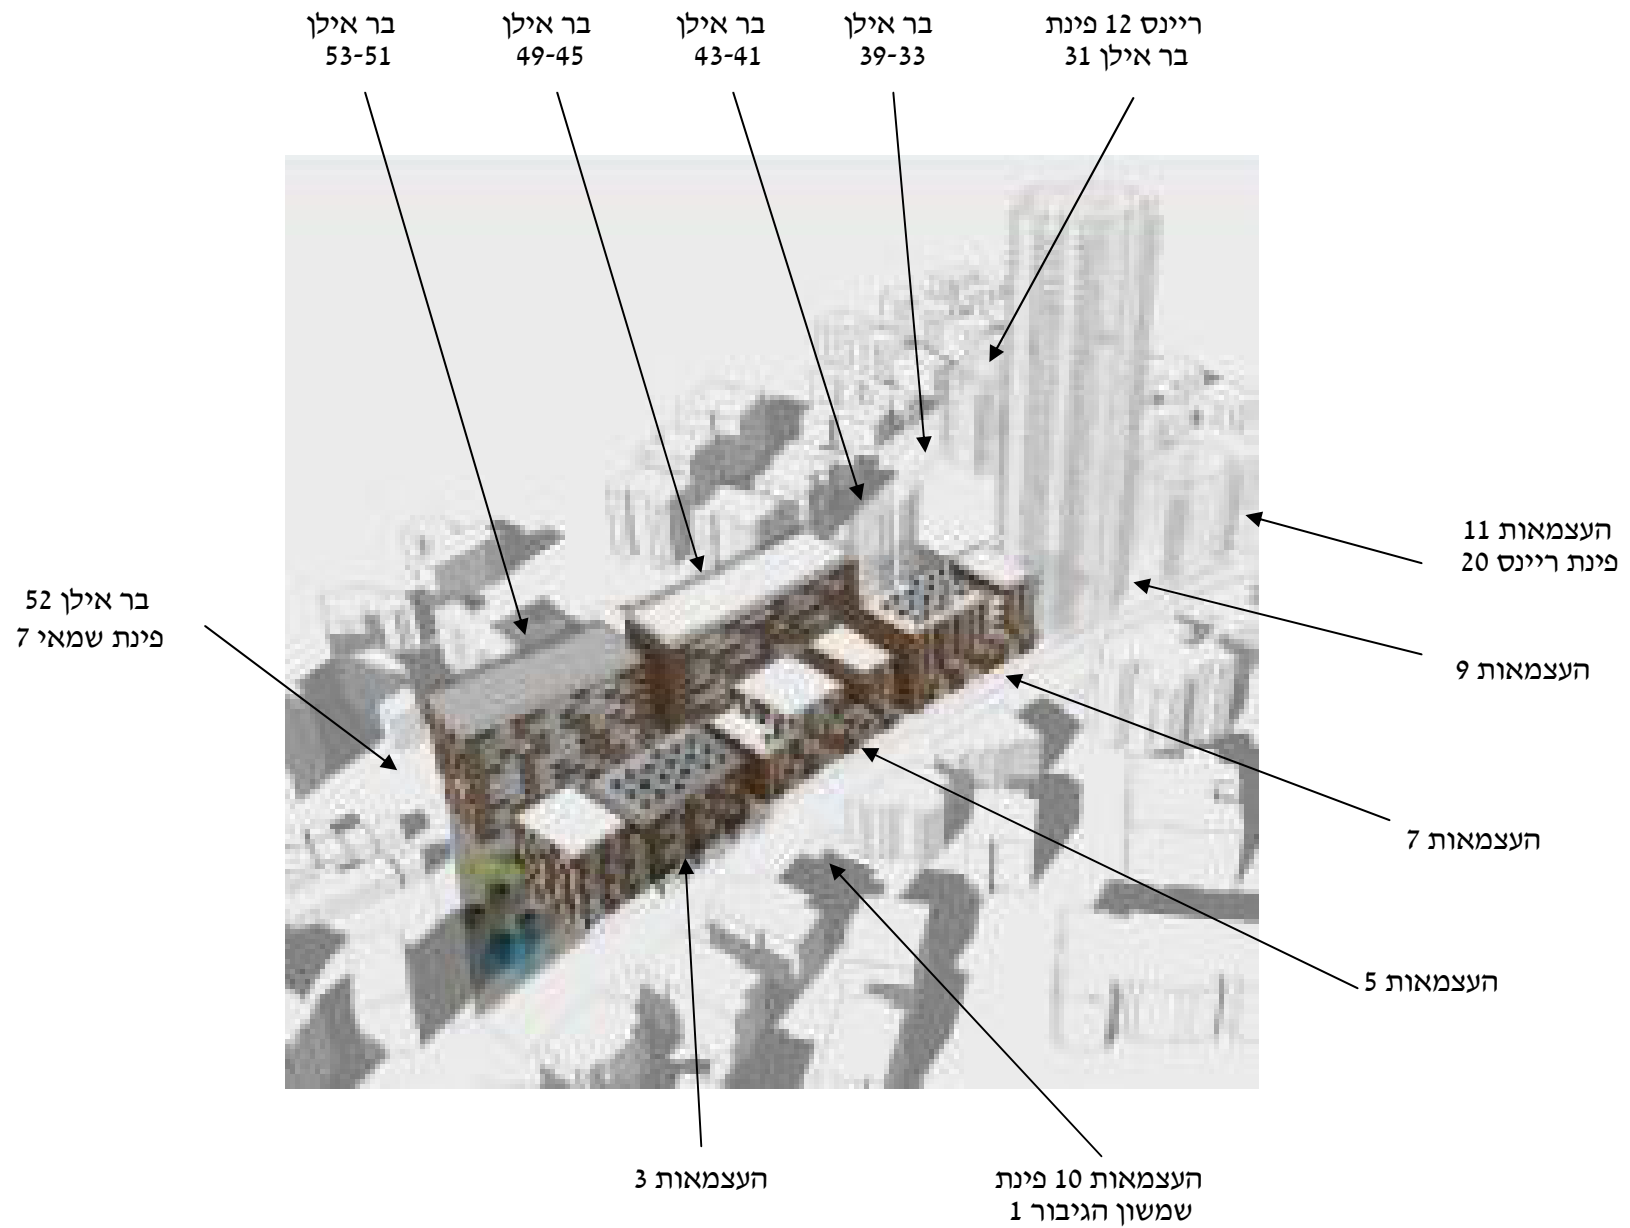 ריינס 12 פינת
בר אילן 31
בר אילן
39-33
בר אילן
43-41
בר אילן
49-45
בר אילן
53-51
העצמאות 11
פינת ריינס 20
בר אילן 52
פינת שמאי 7
העצמאות 9
העצמאות 7
העצמאות 5
העצמאות 10 פינת
שמשון הגיבור 1
העצמאות 3